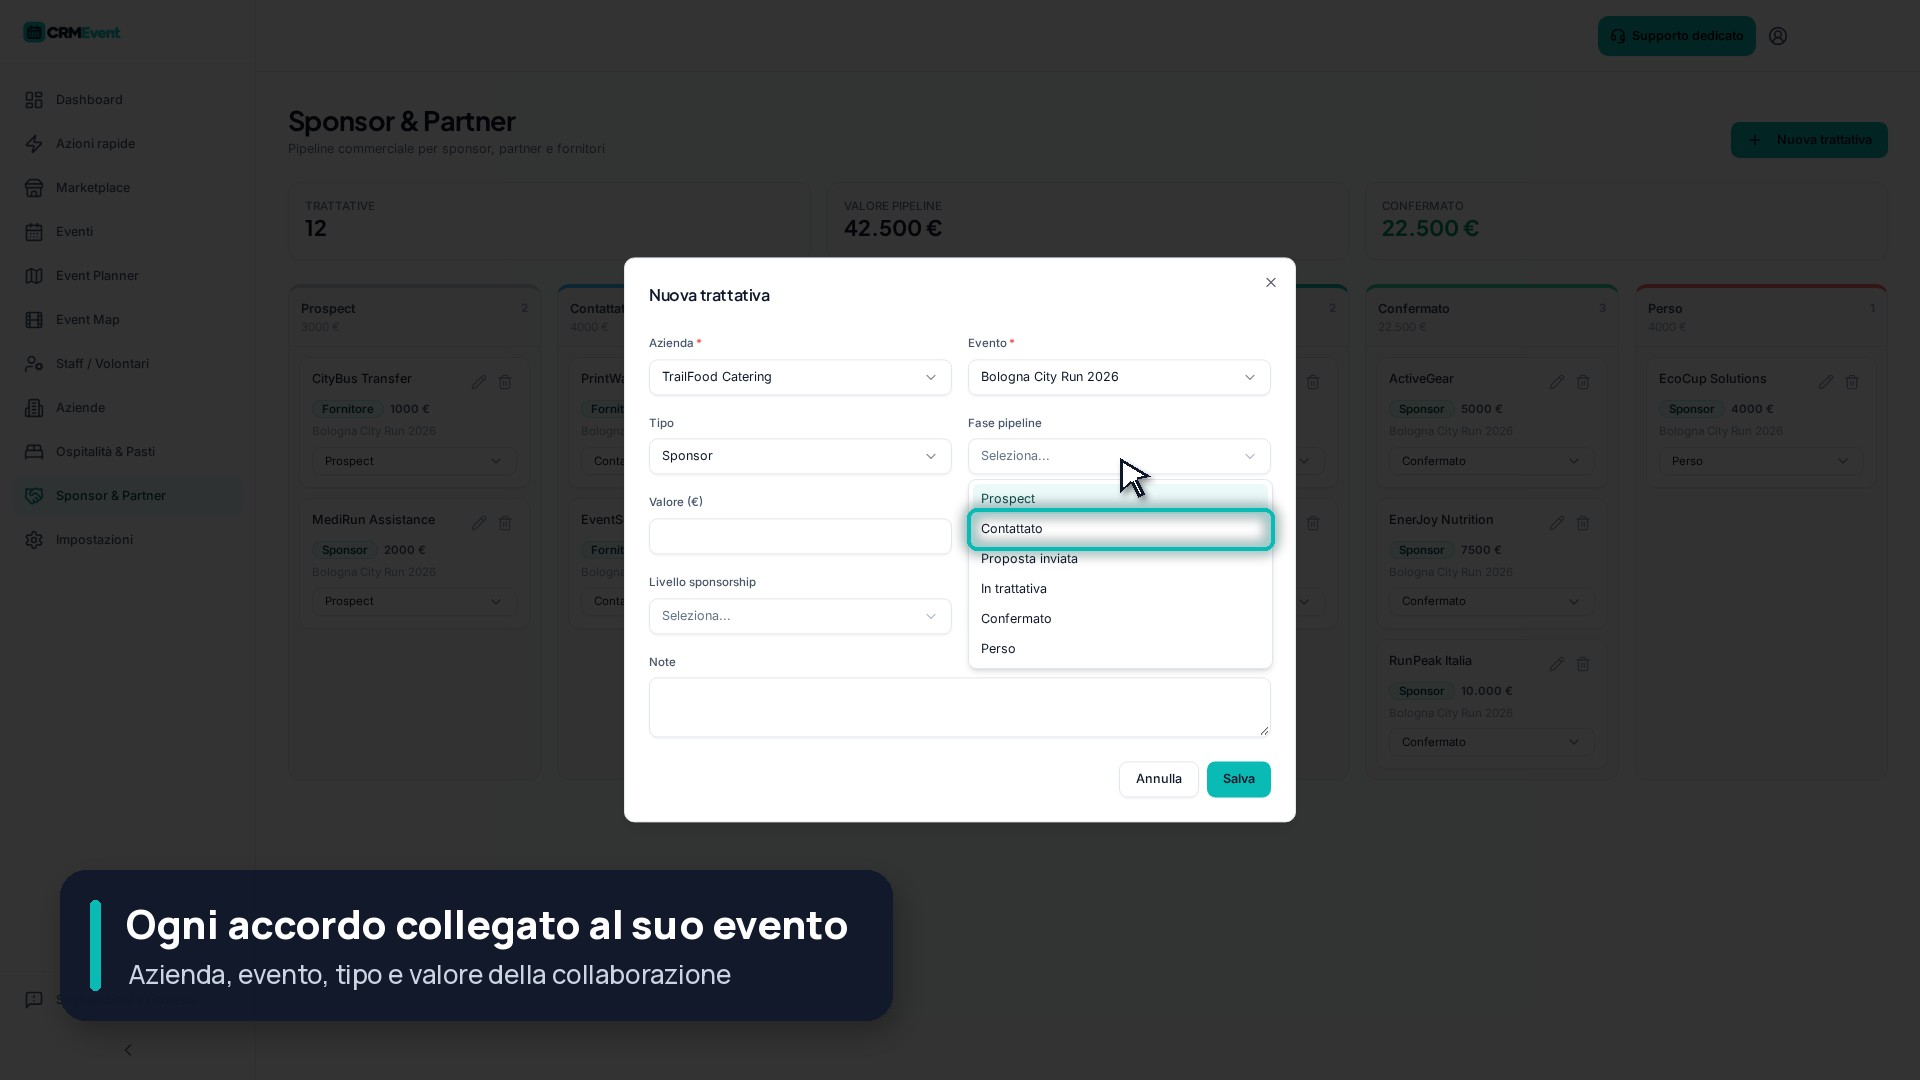 CRMEvent
Supporto dedicato
Dashboard
Azioni rapide
Marketplace
Eventi
Event Planner
Event Map
Staff / Volontari
Aziende
Ospitalità & Pasti
Sponsor & Partner
Impostazioni
Sponsor & Partner
Pipeline commerciale per sponsor, partner e fornitori
Nuova trattativa
TRATTATIVE
12
VALORE PIPELINE
42.500 €
CONFERMATO
22.500 €
Prospect 2
3000 €
CityBus Transfer
Fornitore 1000 €
Bologna City Run 2026
Prospect
MediRun Assistance
Sponsor 2000 €
Bologna City Run 2026
Prospect
4000 €
2
Confermato 3
22.500 €
ActiveGear
Sponsor 5000 €
Bologna City Run 2026
Confermato
EnerJoy Nutrition
Sponsor 7500 €
Bologna City Run 2026
Confermato
RunPeak Italia
Sponsor 10.000 €
Bologna City Run 2026
Confermato
Perso 1
4000 €
EcoCup Solutions
Sponsor 4000 €
Bologna City Run 2026
Perso
Nuova trattativa
Azienda *
TrailFood Catering
Evento *
Bologna City Run 2026
Tipo
Sponsor
Fase pipeline
Seleziona...
Prospect
Contattato
Proposta inviata
In trattativa
Confermato
Perso
Valore (€)
Livello sponsorship
Seleziona...
Note
Annulla
Salva
Ogni accordo collegato al suo evento
Azienda, evento, tipo e valore della collaborazione